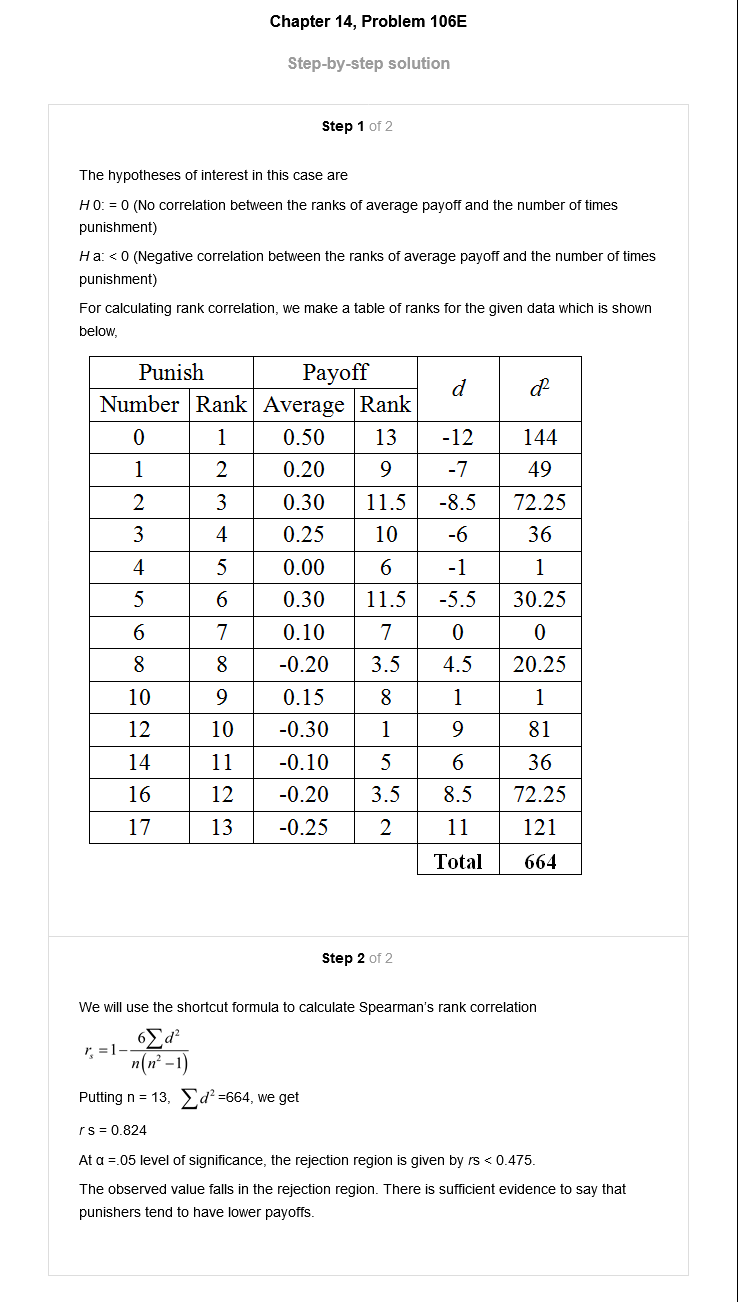 Chapter 14, Problem 106E
Step-by-step solution
Step 1 of 2
The hypotheses of interest in this case are
H 0: = 0 (No correlation between the ranks of average payoff and the number of times
punishment)
H a: < 0 (Negative correlation between the ranks of average payoff and the number of times
punishment)
For calculating rank correlation, we make a table of ranks for the given data which is shown
below,
Punish Payoff d d²
Number Rank Average Rank
0 1 0.50 13 -12 144
1 2 0.20 9 -7 49
2 3 0.30 11.5 -8.5 72.25
3 4 0.25 10 -6 36
4 5 0.00 6 -1 1
5 6 0.30 11.5 -5.5 30.25
6 7 0.10 7 0 0
8 8 -0.20 3.5 4.5 20.25
10 9 0.15 8 1 1
12 10 -0.30 1 9 81
14 11 -0.10 5 6 36
16 12 -0.20 3.5 8.5 72.25
17 13 -0.25 2 11 121
Total 664
Step 2 of 2
We will use the shortcut formula to calculate Spearman's rank correlation
rₛ = 1 − 6∑d² / n(n² − 1)
Putting n = 13, ∑d² =664, we get
r s = 0.824
At α =.05 level of significance, the rejection region is given by rs < 0.475.
The observed value falls in the rejection region. There is sufficient evidence to say that
punishers tend to have lower payoffs.